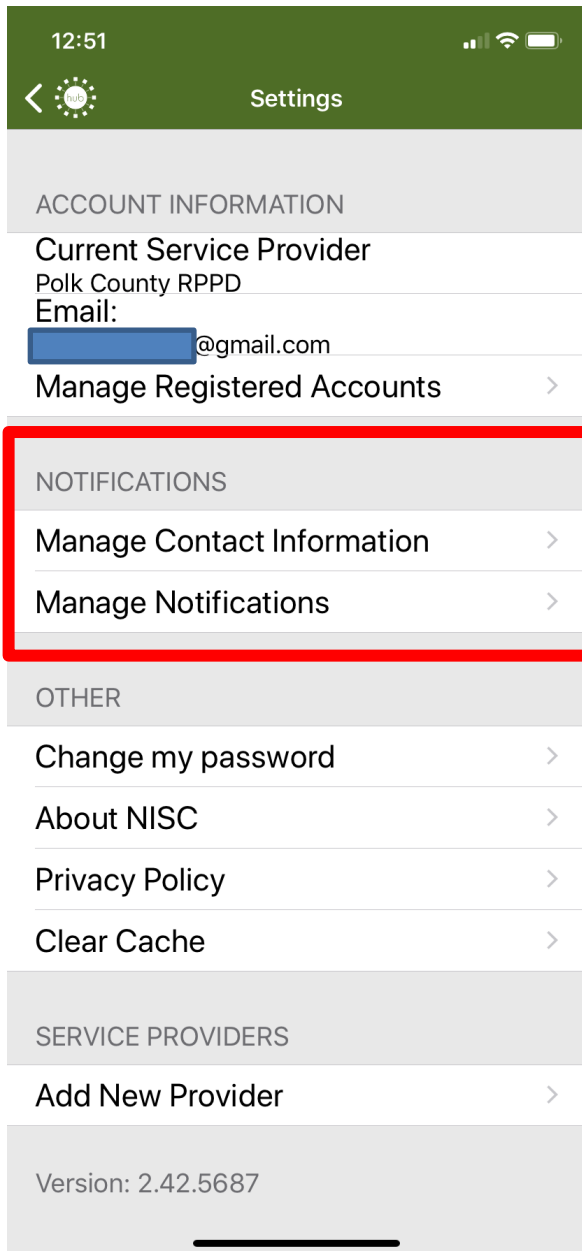 12:51
hub
Settings
ACCOUNT INFORMATION
Current Service Provider
Polk County RPPD
Email:
@gmail.com
Manage Registered Accounts
NOTIFICATIONS
Manage Contact Information
Manage Notifications
OTHER
Change my password
About NISC
Privacy Policy
Clear Cache
SERVICE PROVIDERS
Add New Provider
Version: 2.42.5687